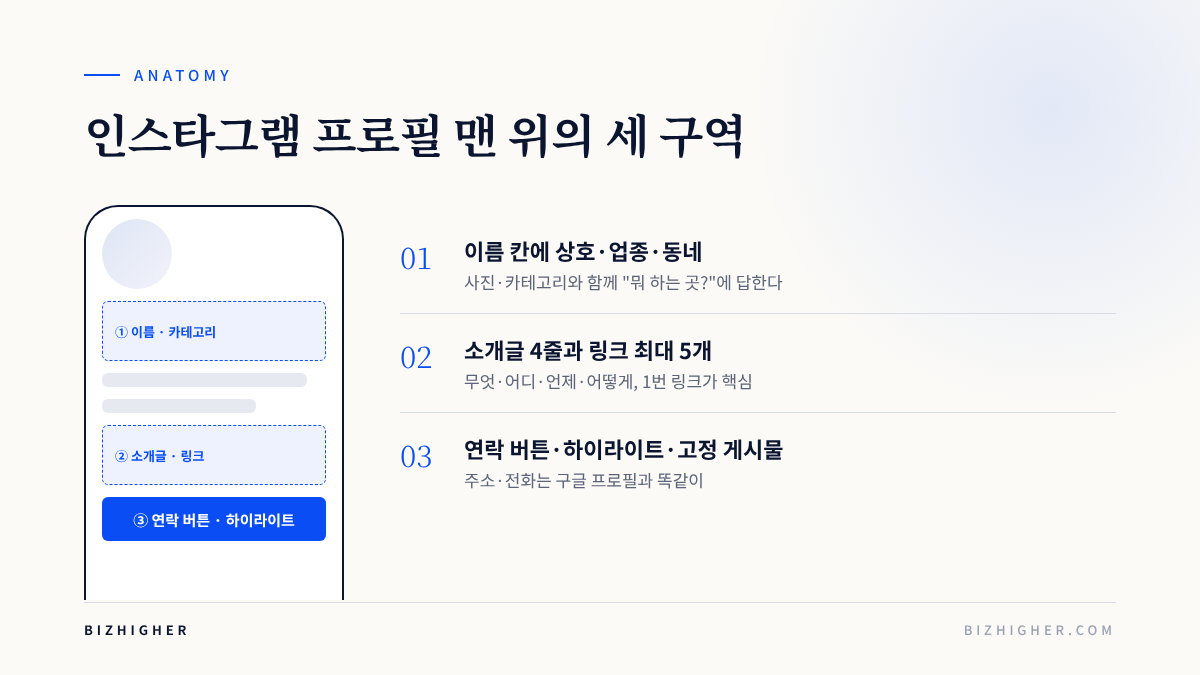 ANATOMY
인스타그램 프로필 맨 위의 세 구역
① 이름 · 카테고리
② 소개글 · 링크
③ 연락 버튼 · 하이라이트
01
이름 칸에 상호·업종·동네
사진·카테고리와 함께 "뭐 하는 곳?"에 답한다
02
소개글 4줄과 링크 최대 5개
무엇·어디·언제·어떻게, 1번 링크가 핵심
03
연락 버튼·하이라이트·고정 게시물
주소·전화는 구글 프로필과 똑같이
BIZHIGHER
BIZHIGHER.COM